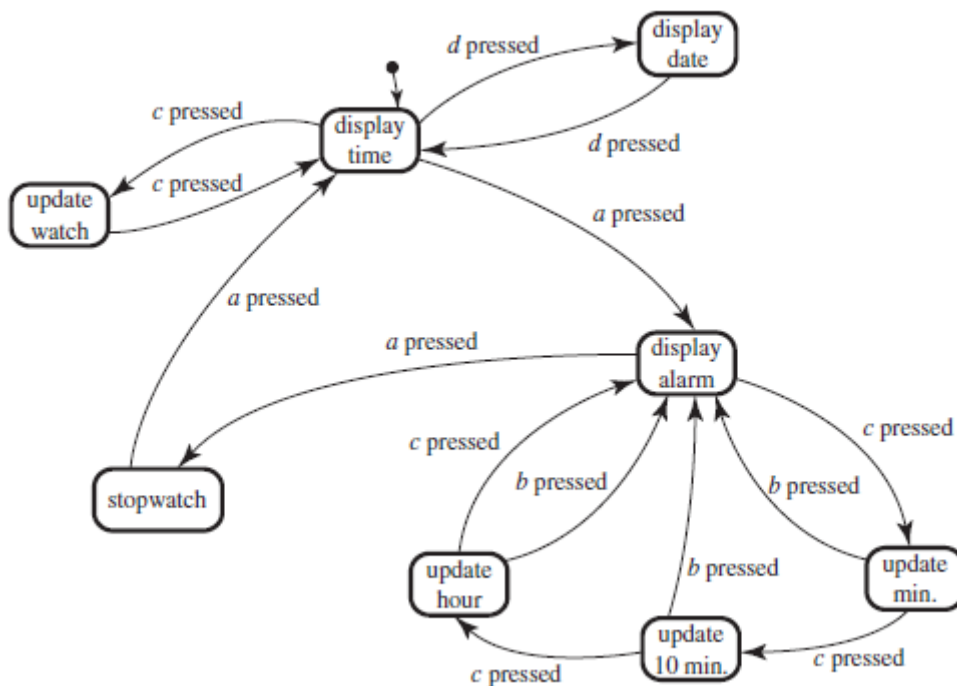 display
date
d pressed
d pressed
c pressed
display
time
c pressed
update
watch
a pressed
a pressed
a pressed
display
alarm
c pressed
c pressed
b pressed
b pressed
stopwatch
b pressed
update
hour
update
min.
update
10 min.
c pressed
c pressed